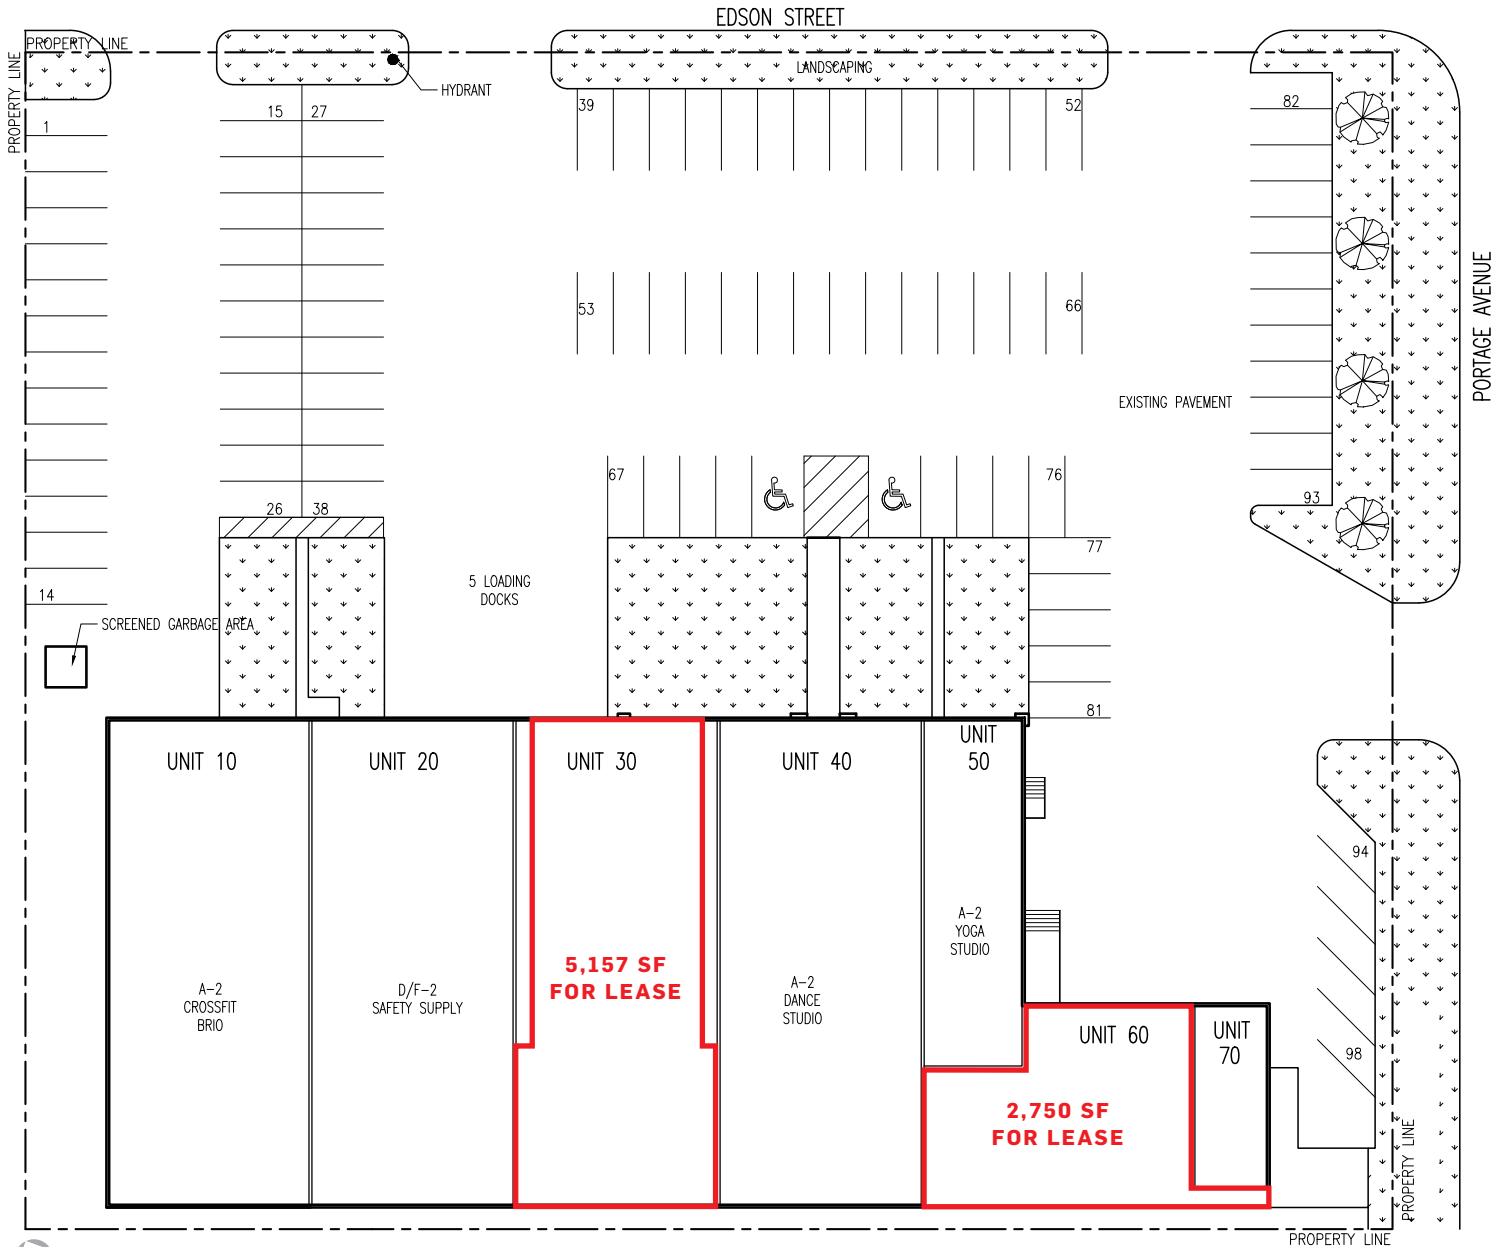 EDSON STREET
PROPERTY LINE
PROPERTY LINE
LANDSCAPING
HYDRANT
1
15
27
39
52
82
53
66
PORTAGE AVENUE
EXISTING PAVEMENT
67
76
93
26
38
77
5 LOADING
DOCKS
14
SCREENED GARBAGE AREA
81
UNIT 10
UNIT 20
UNIT 30
UNIT 40
UNIT
50
94
A-2
YOGA
STUDIO
5,157 SF
FOR LEASE
A-2
CROSSFIT
BRIO
D/F-2
SAFETY SUPPLY
A-2
DANCE
STUDIO
UNIT 60
UNIT
70
98
2,750 SF
FOR LEASE
PROPERTY LINE
PROPERTY LINE